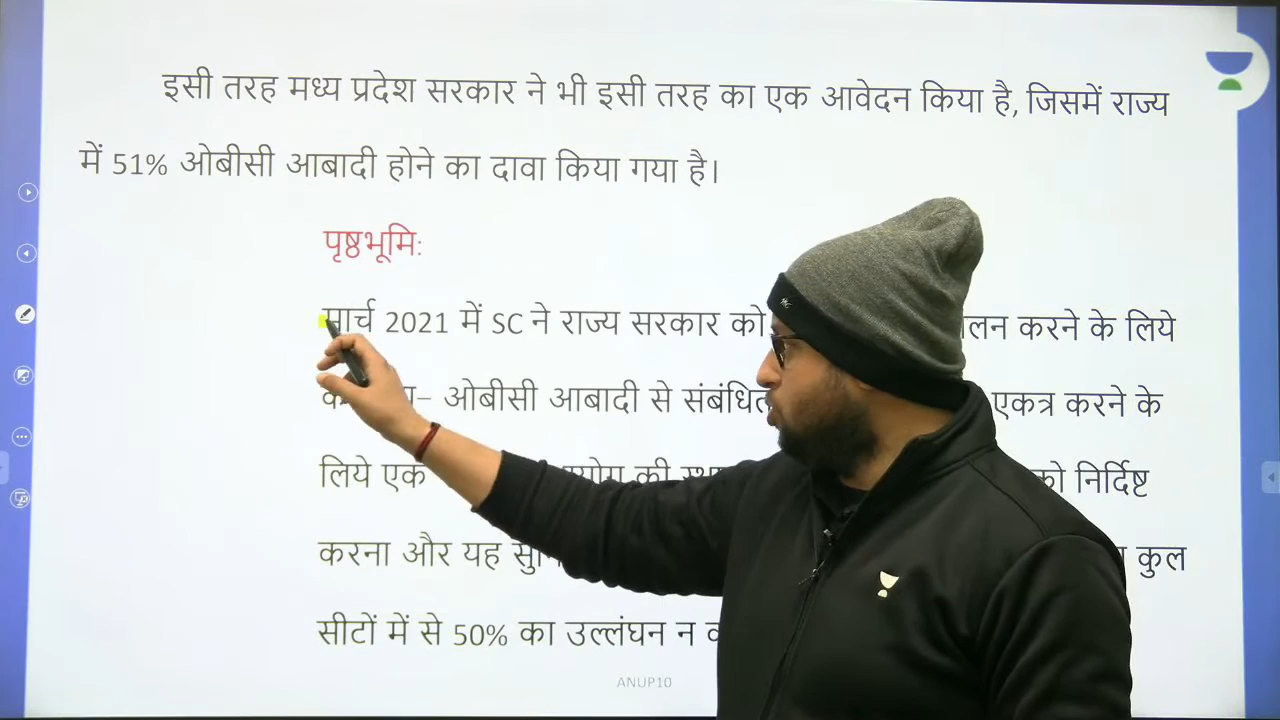 इसी तरह मध्य प्रदेश सरकार ने भी इसी तरह का एक आवेदन किया है, जिसमें राज्य
में 51% ओबीसी आबादी होने का दावा किया गया है।
पृष्ठभूमि:
मार्च 2021 में SC ने राज्य सरकार को करने के लिये
ओबीसी आबादी से संबंधित एकत्र करने के
लिये एक की को निर्दिष्ट
करना और यह कुल
सीटों में से 50% का उल्लंघन न
ANUP10